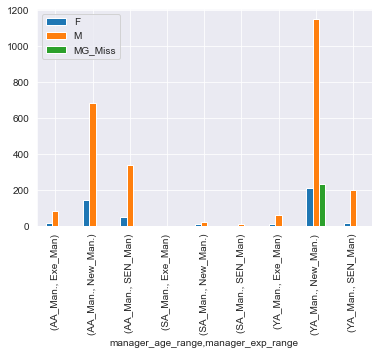 1200
1000
800
600
400
200
0
F
M
MG_Miss
(AA_Man., Exe_Man)
(AA_Man., New_Man.)
(AA_Man., SEN_Man)
(SA_Man., Exe_Man)
(SA_Man., New_Man.)
(SA_Man., SEN_Man)
(YA_Man., Exe_Man)
(YA_Man., New_Man.)
(YA_Man., SEN_Man)
manager_age_range,manager_exp_range